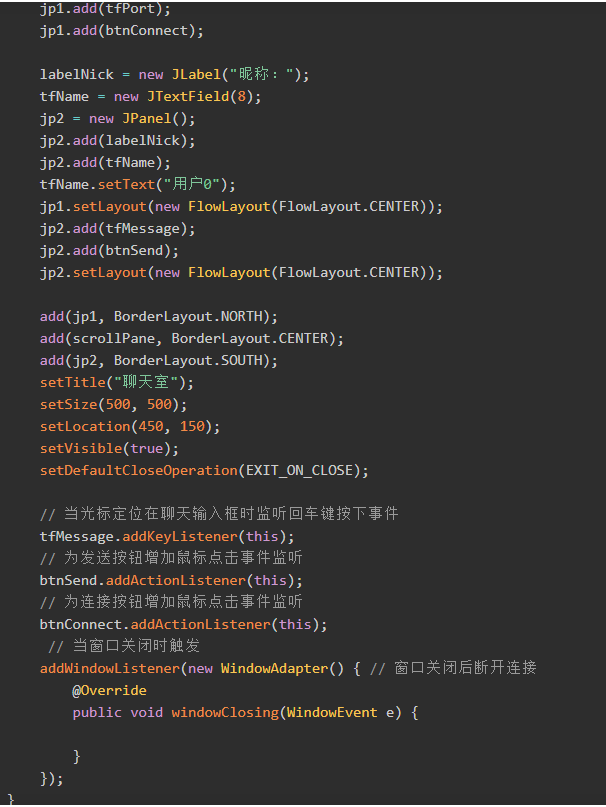 jp1.add(tfPort);
jp1.add(btnConnect);
labelNick = new JLabel("昵称：");
tfName = new JTextField(8);
jp2 = new JPanel();
jp2.add(labelNick);
jp2.add(tfName);
tfName.setText("用户0");
jp1.setLayout(new FlowLayout(FlowLayout.CENTER));
jp2.add(tfMessage);
jp2.add(btnSend);
jp2.setLayout(new FlowLayout(FlowLayout.CENTER));
add(jp1, BorderLayout.NORTH);
add(scrollPane, BorderLayout.CENTER);
add(jp2, BorderLayout.SOUTH);
setTitle("聊天室");
setSize(500, 500);
setLocation(450, 150);
setVisible(true);
setDefaultCloseOperation(EXIT_ON_CLOSE);
// 当光标定位在聊天输入框时监听回车键按下事件
tfMessage.addKeyListener(this);
// 为发送按钮增加鼠标点击事件监听
btnSend.addActionListener(this);
// 为连接按钮增加鼠标点击事件监听
btnConnect.addActionListener(this);
// 当窗口关闭时触发
addWindowListener(new WindowAdapter() { // 窗口关闭后断开连接
@Override
public void windowClosing(WindowEvent e) {
}
});
}